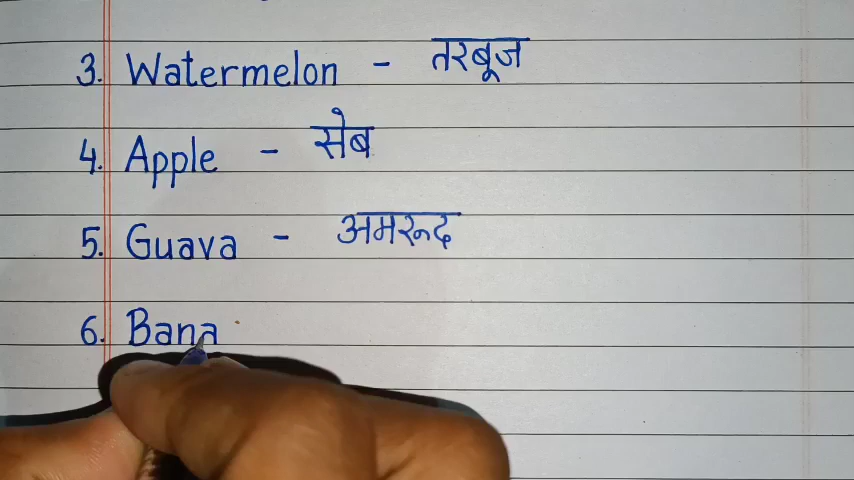 3. Watermelon - तरबूज
4. Apple - सेब
5. Guava - अमरूद
6. Bana